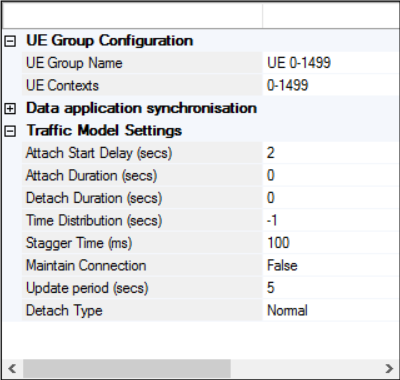 UE Group Configuration
UE Group Name UE 0-1499
UE Contexts 0-1499
Data application synchronisation
Traffic Model Settings
Attach Start Delay (secs) 2
Attach Duration (secs) 0
Detach Duration (secs) 0
Time Distribution (secs) -1
Stagger Time (ms) 100
Maintain Connection False
Update period (secs) 5
Detach Type Normal